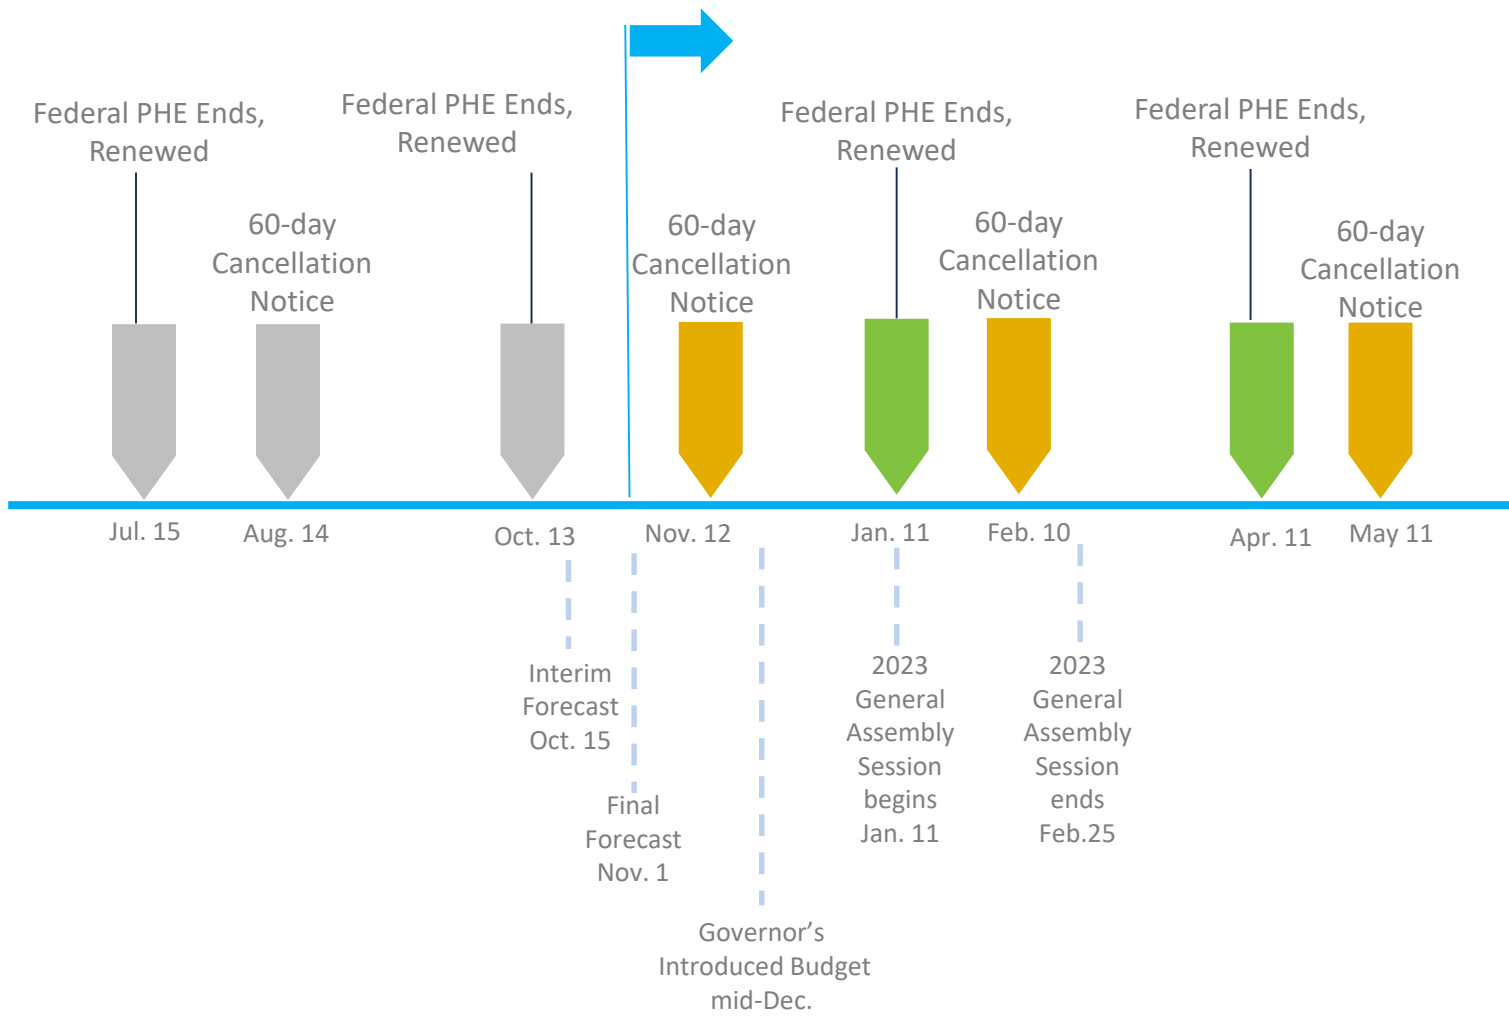 Federal PHE Ends,
Renewed
60-day
Cancellation
Notice
Federal PHE Ends,
Renewed
60-day
Cancellation
Notice
Federal PHE Ends,
Renewed
60-day
Cancellation
Notice
Federal PHE Ends,
Renewed
60-day
Cancellation
Notice
Jul. 15
Aug. 14
Oct. 13
Nov. 12
Jan. 11
Feb. 10
Apr. 11
May 11
Interim
Forecast
Oct. 15
Final
Forecast
Nov. 1
Governor’s
Introduced Budget
mid-Dec.
2023
General
Assembly
Session
begins
Jan. 11
2023
General
Assembly
Session
ends
Feb.25